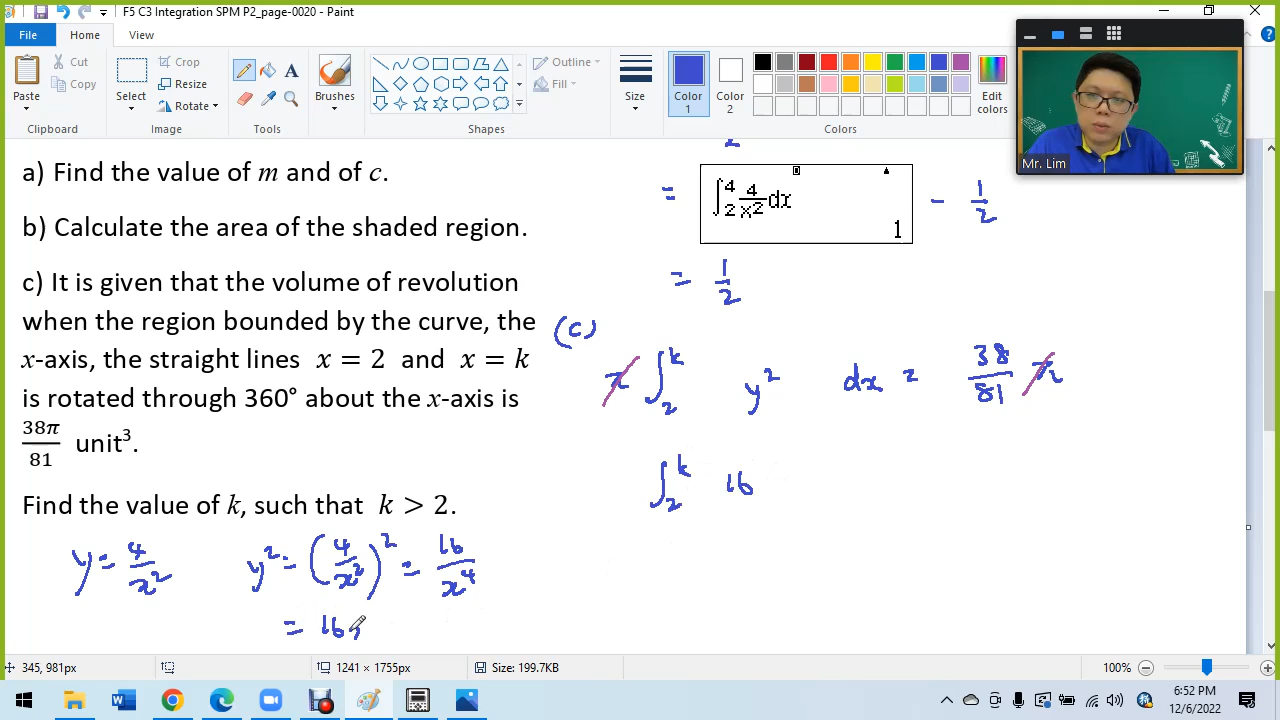 F5 C3 Integration SPM P2_page-0020 - Paint
File Home View
Paste Cut Copy Clipboard
Select Crop Resize Rotate Image
Tools
Brushes
Outline Fill Shapes
Size
Color 1 Color 2 Edit colors Colors
Mr. Lim
a) Find the value of m and of c.
b) Calculate the area of the shaded region.
c) It is given that the volume of revolution
when the region bounded by the curve, the
x-axis, the straight lines x = 2 and x = k
is rotated through 360° about the x-axis is
38π/81 unit³.
Find the value of k, such that k > 2.
y = 4/x² y² = (4/x²)² = 16/x⁴
= 16
2
= ∫₂⁴ 4/x² dx 1 - 1/2
= 1/2
(c)
π ∫₂ᵏ y² dx = 38/81 π
∫₂ᵏ 16
345, 981px 1241 × 1755px Size: 199.7KB 100%
6:52 PM
12/6/2022